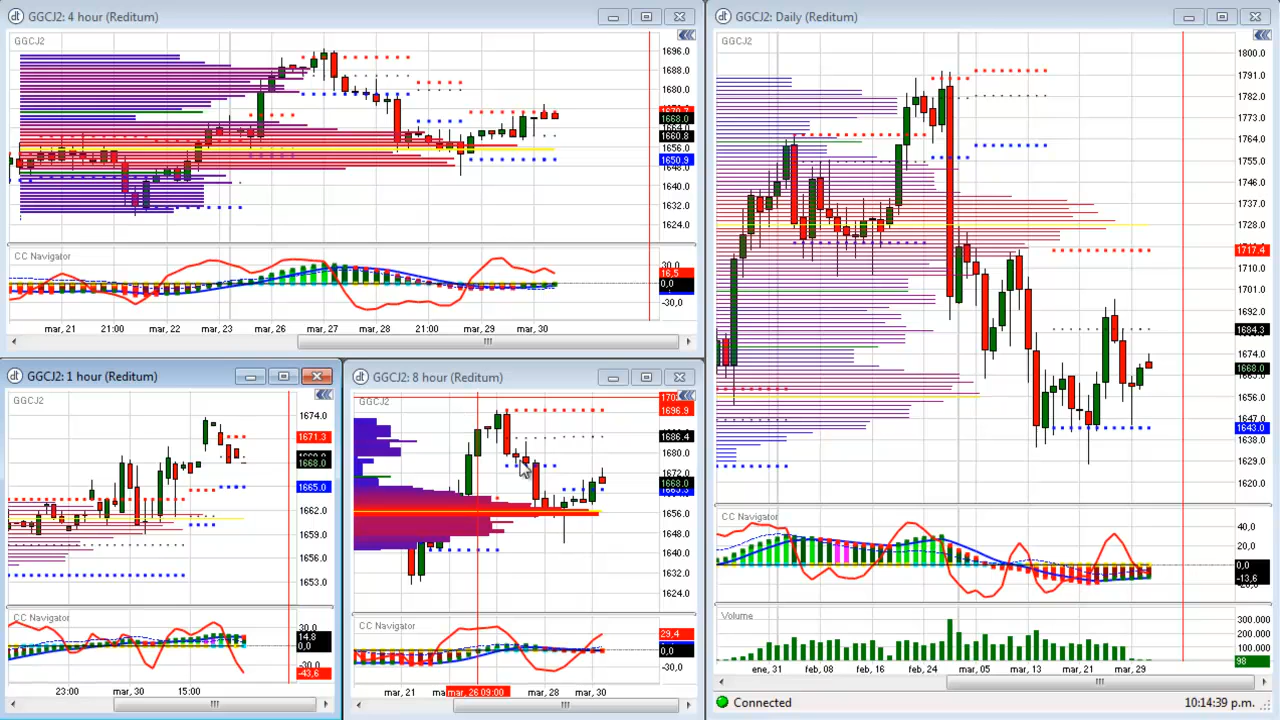 GGCJ2: 4 hour (Reditum)
GGCJ2
1696.0
1688.0
1680.0
1668.0
1664.0
1660.8
1656.0
1650.9
1648.0
1640.0
1632.0
1624.0
CC Navigator
16,5
0,0
-30,0
mar, 21
21:00
mar, 22
mar, 23
mar, 26
mar, 27
mar, 28
21:00
mar, 29
mar, 30
GGCJ2: 1 hour (Reditum)
GGCJ2
1674.0
1671.3
1668.0
1665.0
1662.0
1659.0
1656.0
1653.0
CC Navigator
30,0
14,8
0,0
-30,0
-43,6
23:00
mar, 30
15:00
GGCJ2: 8 hour (Reditum)
GGCJ2
1696.9
1686.4
1680.0
1672.0
1668.0
1656.0
1648.0
1640.0
1632.0
1624.0
CC Navigator
29,4
0,0
-30,0
mar, 21
mar, 26 09:00
mar, 28
mar, 30
GGCJ2: Daily (Reditum)
GGCJ2
1800.0
1791.0
1782.0
1773.0
1764.0
1755.0
1746.0
1737.0
1728.0
1717.4
1710.0
1701.0
1692.0
1684.3
1674.0
1668.0
1656.0
1647.0
1643.0
1638.0
1629.0
CC Navigator
40,0
20,0
0,0
-13,6
Volume
300.000
200.000
100.000
98
ene, 31
feb, 08
feb, 16
feb, 24
mar, 05
mar, 13
mar, 21
mar, 29
Connected
10:14:39 p.m.